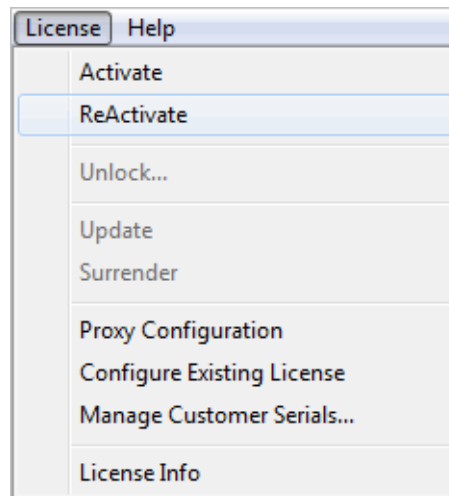 License Help
Activate
ReActivate
Unlock...
Update
Surrender
Proxy Configuration
Configure Existing License
Manage Customer Serials...
License Info